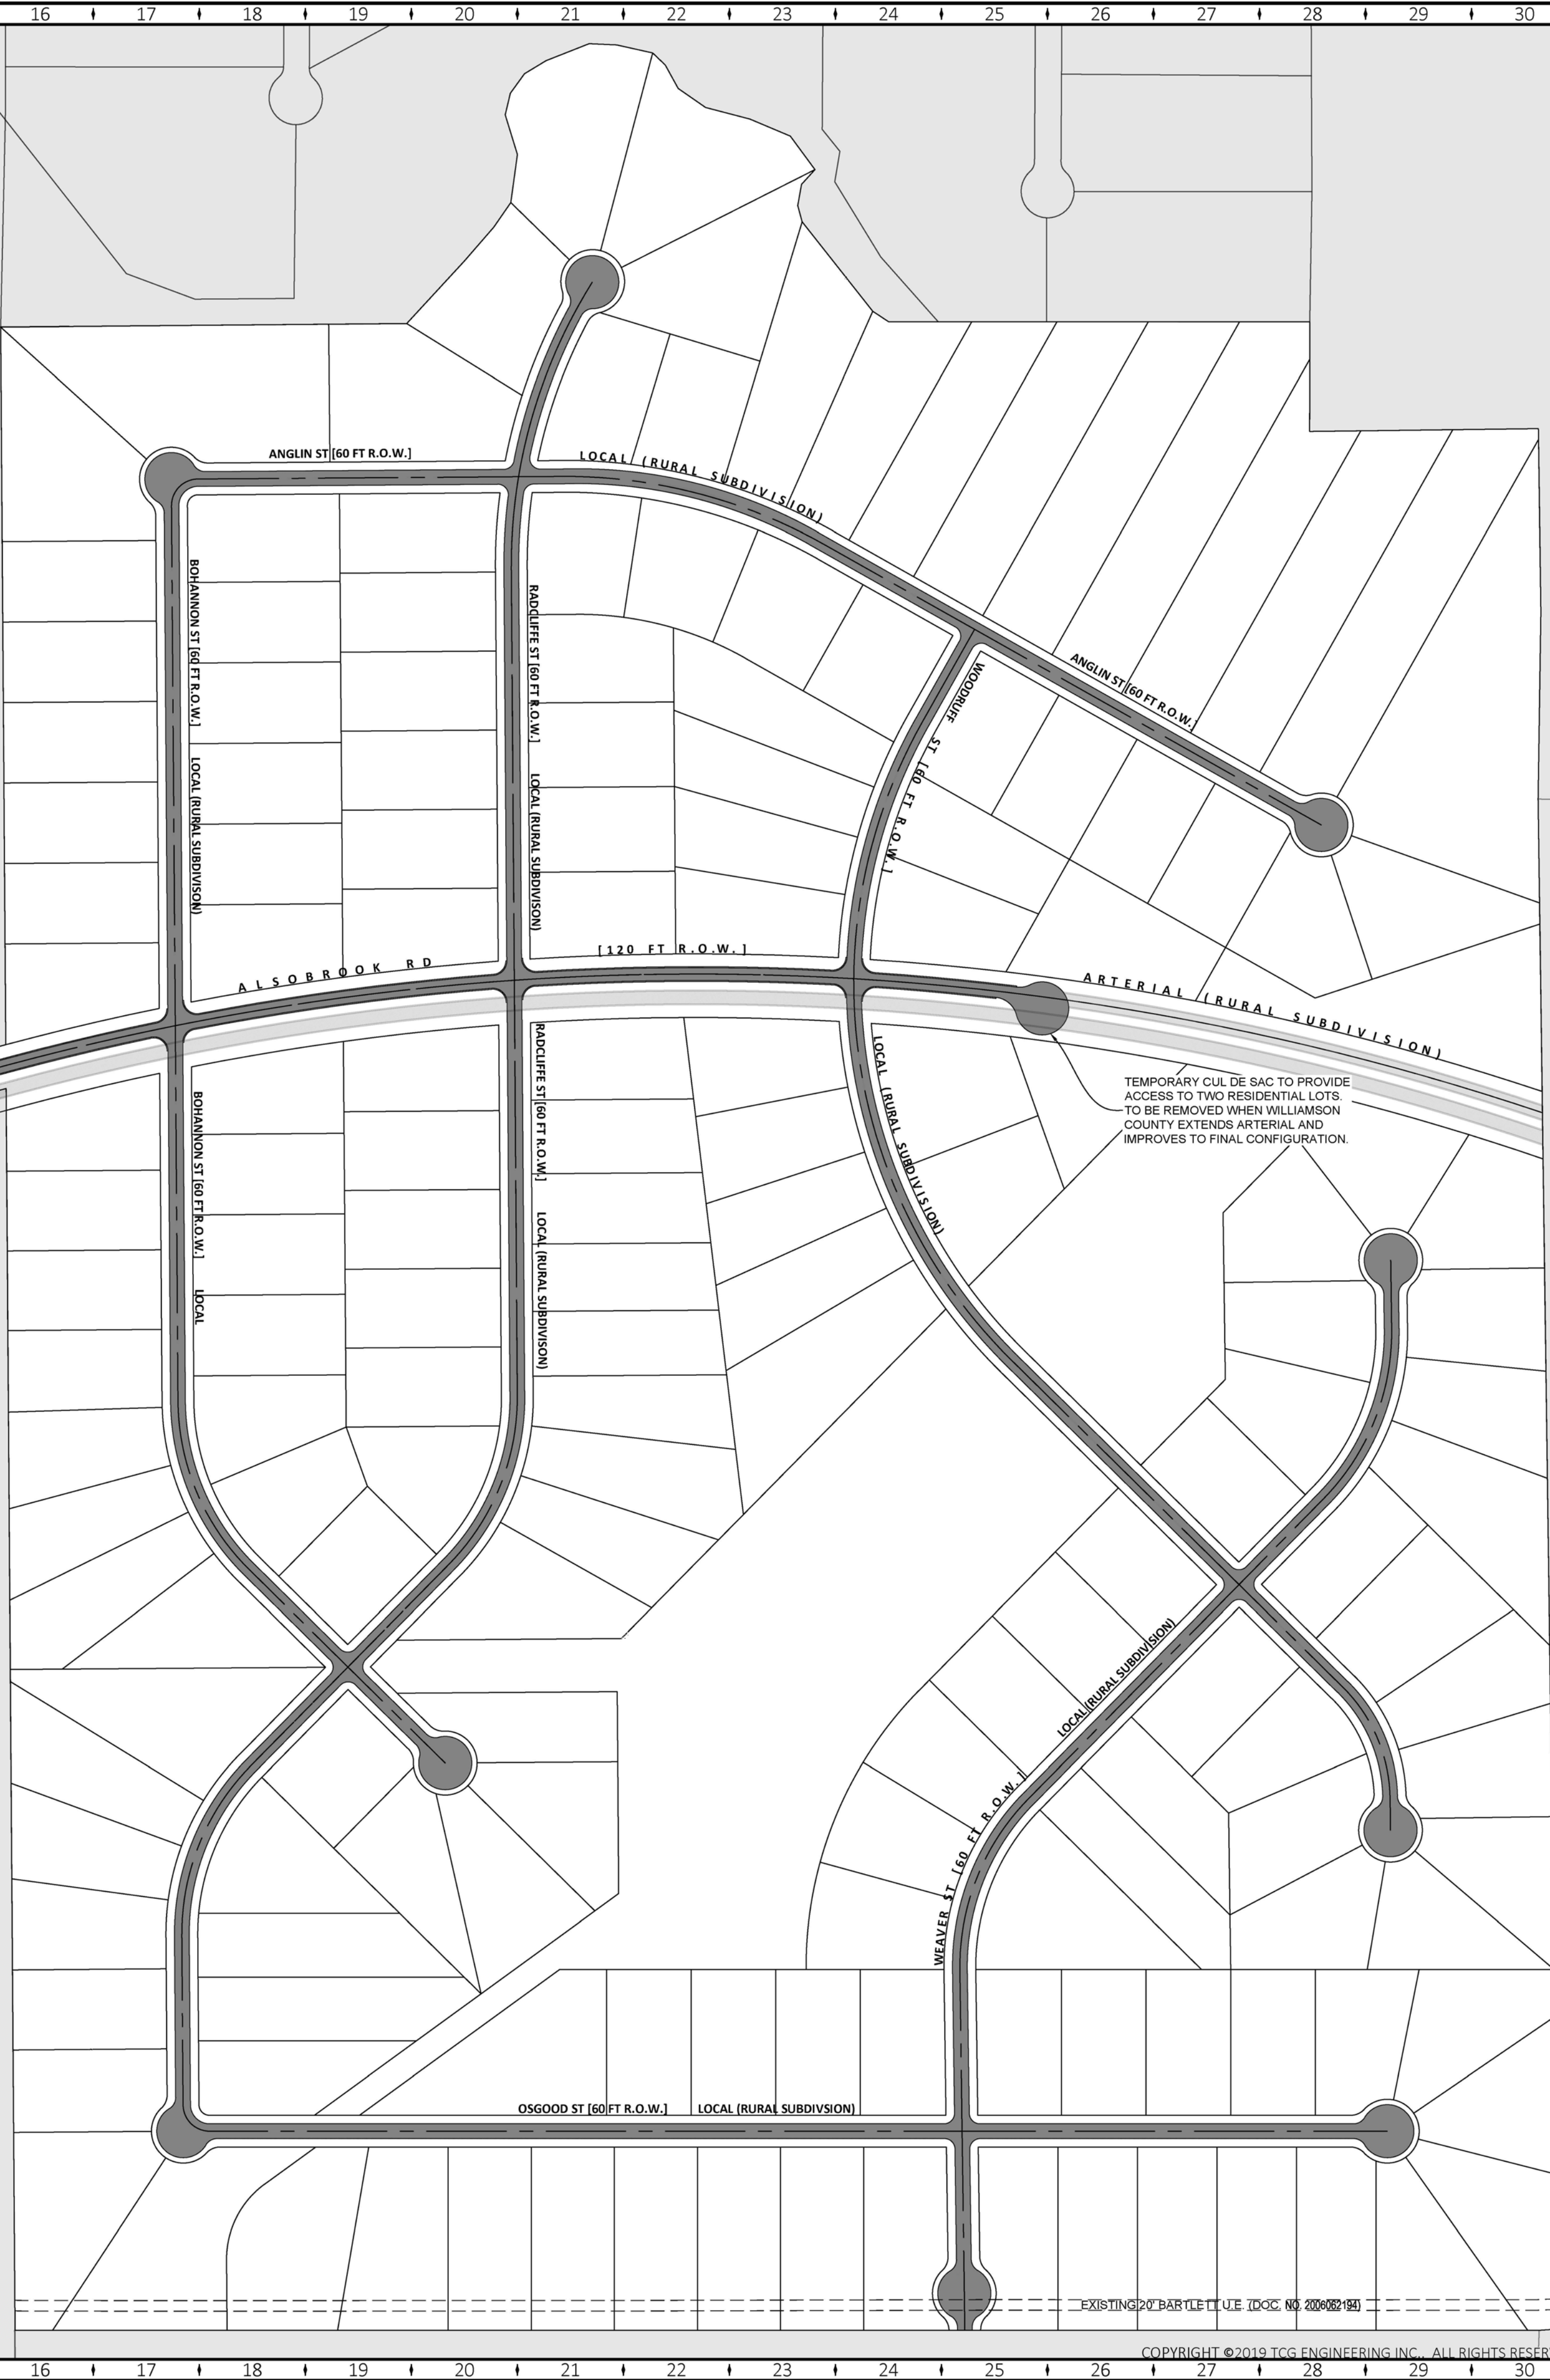 16 17 18 19 20 21 22 23 24 25 26 27 28 29 30
ANGLIN ST [60 FT R.O.W.]
LOCAL (RURAL SUBDIVISION)
BOHANNON ST [60 FT R.O.W.] LOCAL (RURAL SUBDIVISON)
RADCLIFFE ST [60 FT R.O.W.] LOCAL (RURAL SUBDIVISON)
WOODRUFF ST [60 FT R.O.W.]
ANGLIN ST [60 FT R.O.W.]
ALSOBROOK RD
[120 FT R.O.W.]
ARTERIAL (RURAL SUBDIVISION)
BOHANNON ST [60 FT R.O.W.] LOCAL
RADCLIFFE ST [60 FT R.O.W.] LOCAL (RURAL SUBDIVISON)
LOCAL (RURAL SUBDIVISION)
TEMPORARY CUL DE SAC TO PROVIDE
ACCESS TO TWO RESIDENTIAL LOTS.
TO BE REMOVED WHEN WILLIAMSON
COUNTY EXTENDS ARTERIAL AND
IMPROVES TO FINAL CONFIGURATION.
LOCAL (RURAL SUBDIVISION)
WEAVER ST [60 FT R.O.W.]
OSGOOD ST [60 FT R.O.W.] LOCAL (RURAL SUBDIVSION)
EXISTING 20' BARTLETT U.E. (DOC. NO. 2006062194)
COPYRIGHT ©2019 TCG ENGINEERING INC., ALL RIGHTS RESER
16 17 18 19 20 21 22 23 24 25 26 27 28 29 30